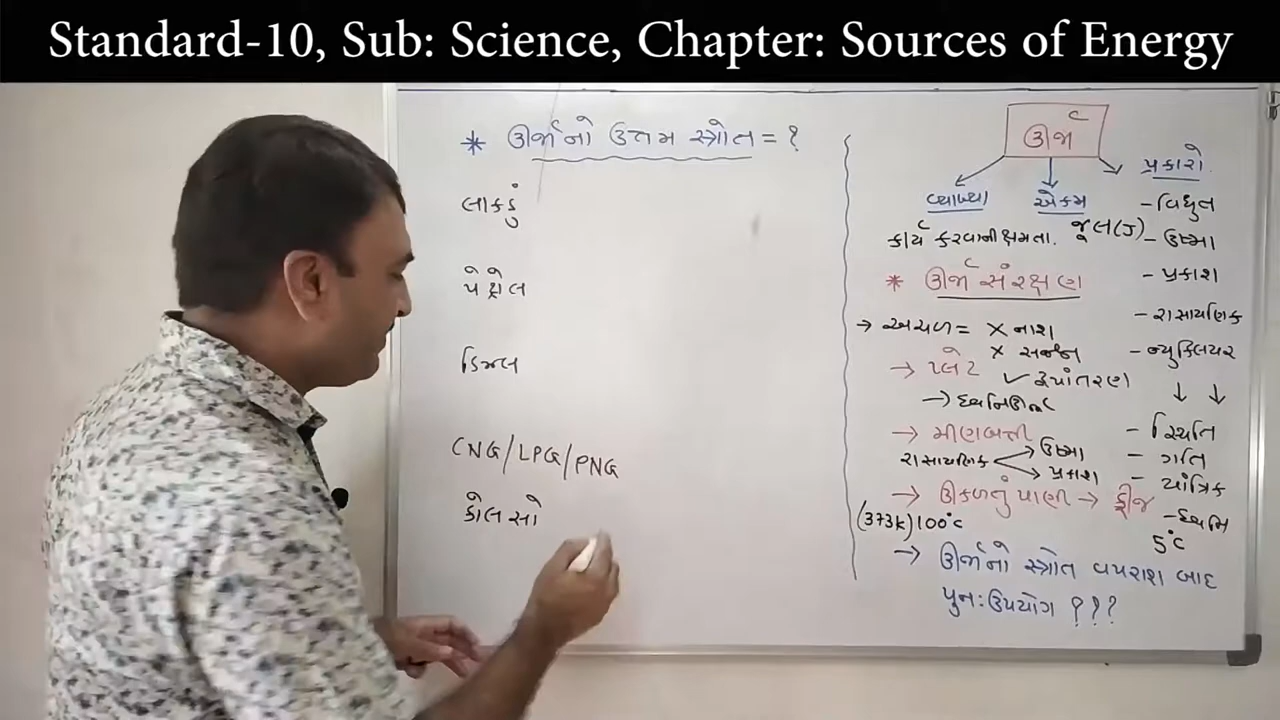 Standard-10, Sub: Science, Chapter: Sources of Energy
* ઊર્જાનો ઉત્તમ સ્ત્રોત = ?
લાકડું
પેટ્રોલ
ડિઝલ
CNG/LPG/PNG
કોલસો
ઊર્જા
વ્યાખ્યા
એકમ
કાર્ય કરવાની ક્ષમતા.
જૂલ(J)
* ઊર્જા સંરક્ષણ
→ અચળ = X નાશ
X સર્જન
✓ રૂપાંતરણ
→ પ્લેટ
→ ધ્વનિઊર્જા
→ મીણબત્તી
રાસાયણિક → ઉષ્મા
→ પ્રકાશ
→ ઊકળતું પાણી → ફ્રીજ
(373k) 100°c
5°c
→ ઊર્જાનો સ્ત્રોત વપરાશ બાદ
પુન:ઉપયોગ ???
પ્રકારો
- વિદ્યુત
- ઉષ્મા
- પ્રકાશ
- રાસાયણિક
- ન્યુક્લિયર
- સ્થિતિ
- ગતિ
- યાંત્રિક
- ધ્વનિ